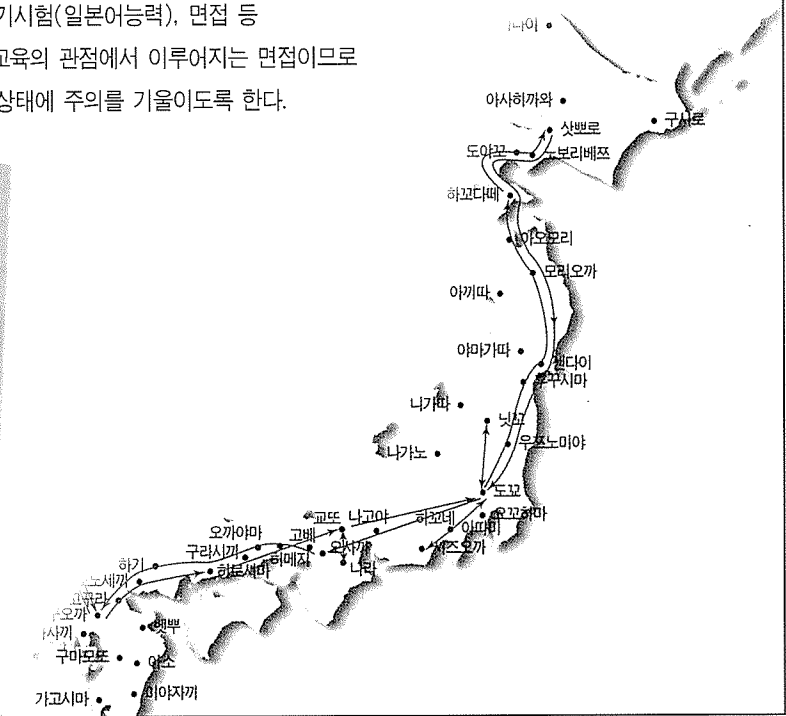 기시험(일본어능력), 면접 등
교육의 관점에서 이루어지는 면접이므로
상태에 주의를 기울이도록 한다.
아사히까와
삿뽀로
구시로
도야꼬
노보리베쯔
하꼬다떼
아오모리
모리오까
아끼따
야마가따
센다이
후꾸시마
니가따
닛꼬
나가노
우쯔노미야
도꾜
요꼬하마
아따미
하꼬네
시즈오까
교또
나고야
오까야마
고베
구라시끼
히메지
오사까
나라
하기
히로시마
벳뿌
구마모또
아소
가고시마
미야자끼